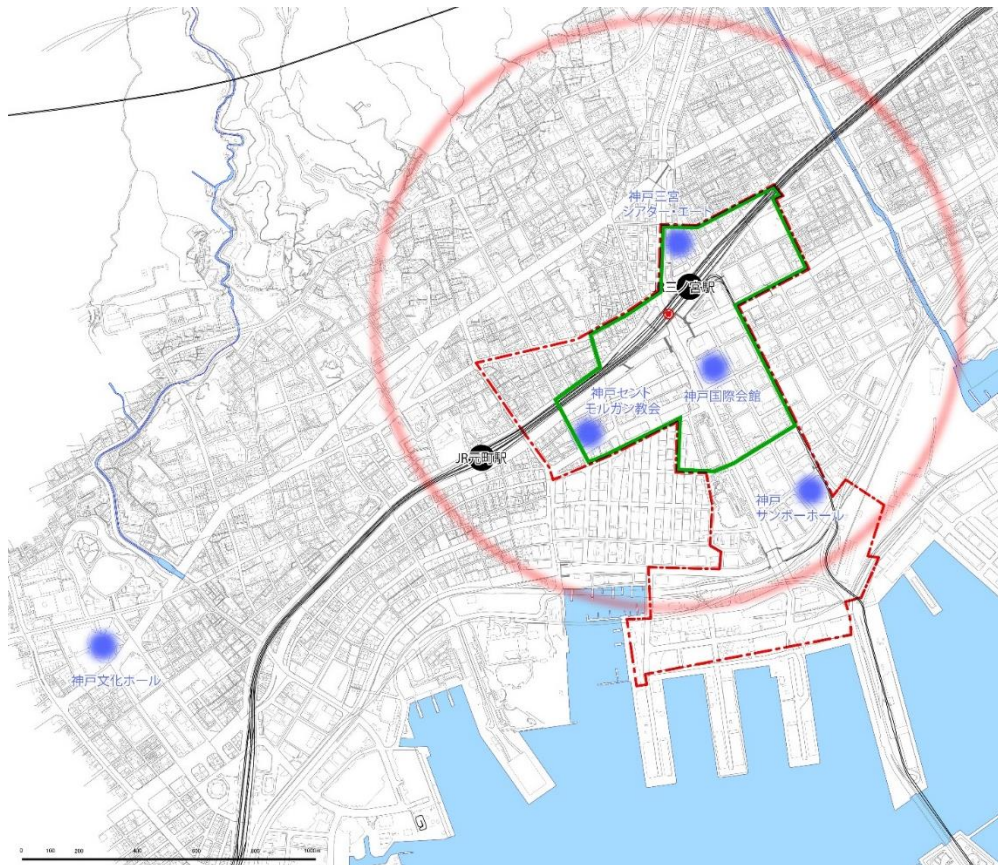 神戸三宮
シアター・エートー
三ノ宮駅
神戸セント
モルガン教会
神戸国際会館
JR元町駅
神戸
サンボーホール
神戸文化ホール
0 200 400 600 800 1000m